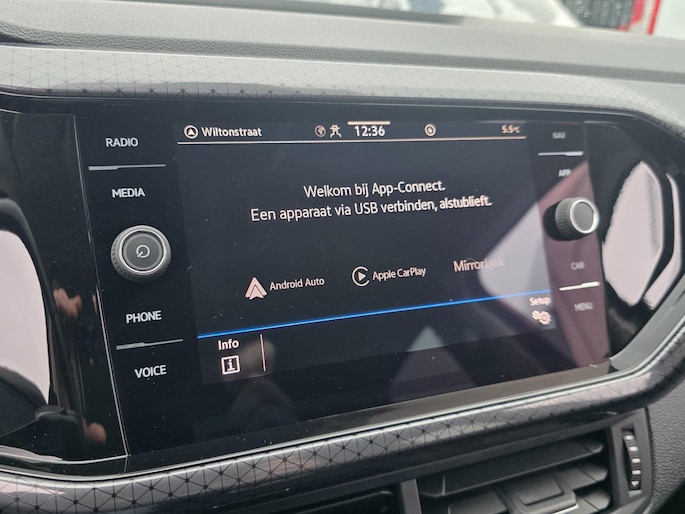 RADIO
MEDIA
PHONE
VOICE
Wiltonstraat
12:36
5.5°C
Welkom bij App-Connect.
Een apparaat via USB verbinden, alstublieft.
Android Auto
Apple CarPlay
MirrorLink
Setup
Info
i
NAV
APP
CAR
MENU